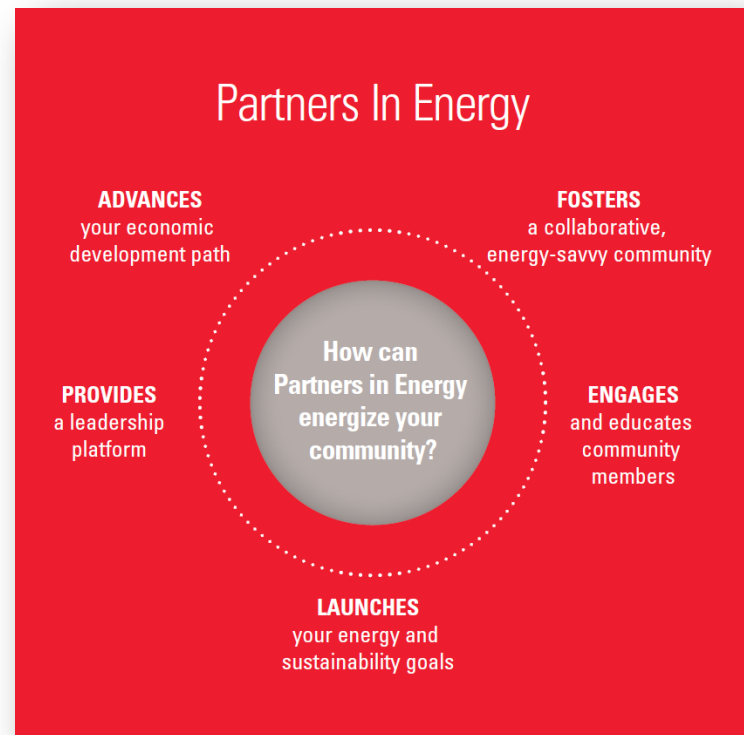 Partners In Energy
ADVANCES
your economic
development path
FOSTERS
a collaborative,
energy-savvy community
How can
Partners in Energy
energize your
community?
PROVIDES
a leadership
platform
ENGAGES
and educates
community
members
LAUNCHES
your energy and
sustainability goals